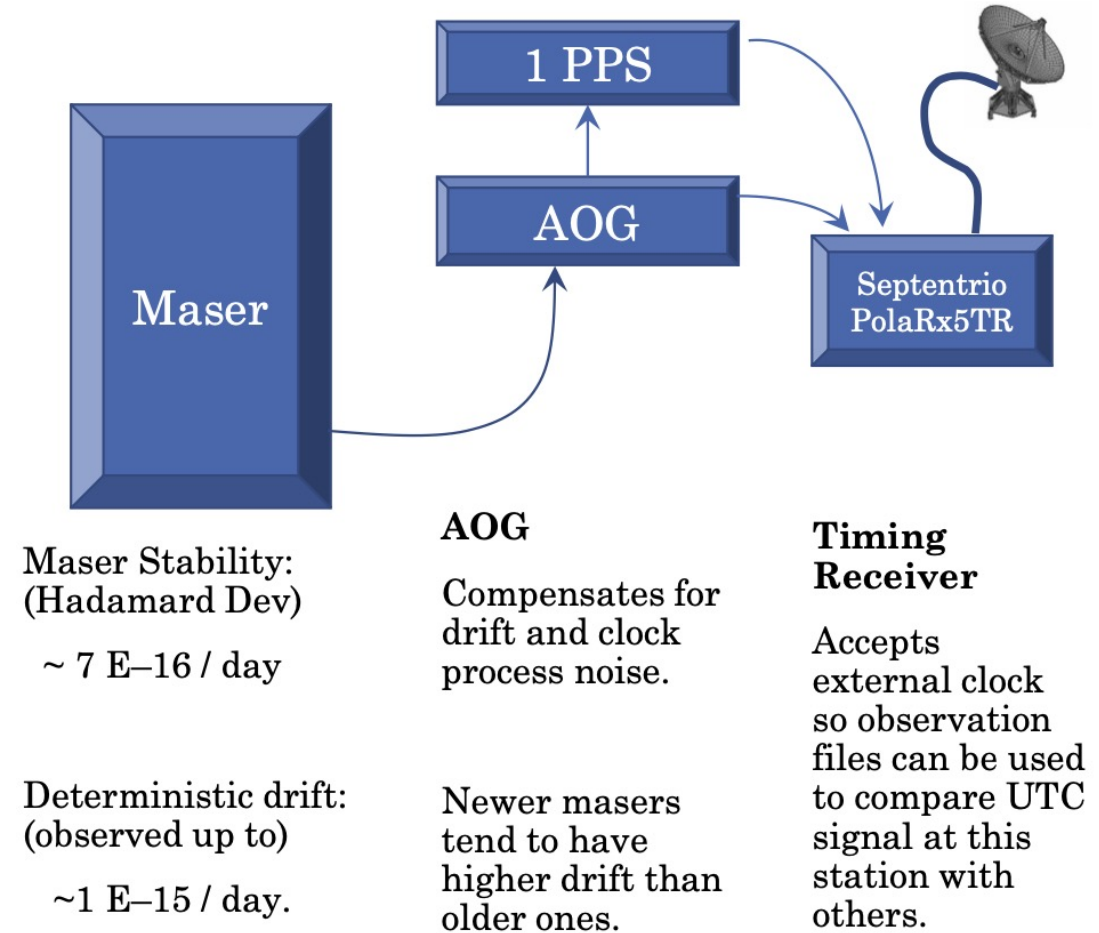 1 PPS
AOG
Maser
Septentrio
PolaRx5TR
Maser Stability:
(Hadamard Dev)
~ 7 E–16 / day
Deterministic drift:
(observed up to)
~1 E–15 / day.
AOG
Compensates for
drift and clock
process noise.
Newer masers
tend to have
higher drift than
older ones.
Timing
Receiver
Accepts
external clock
so observation
files can be used
to compare UTC
signal at this
station with
others.